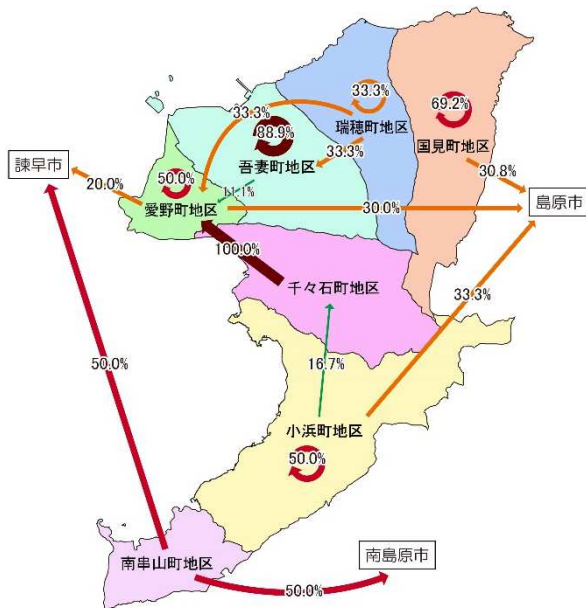 33.3%
69.2%
33.3%
瑞穂町地区
国見町地区
88.9%
33.3%
吾妻町地区
諫早市
50.0%
11.1%
30.8%
20.0%
愛野町地区
30.0%
島原市
100.0%
千々石町地区
33.3%
50.0%
16.7%
小浜町地区
50.0%
南串山町地区
南島原市
50.0%